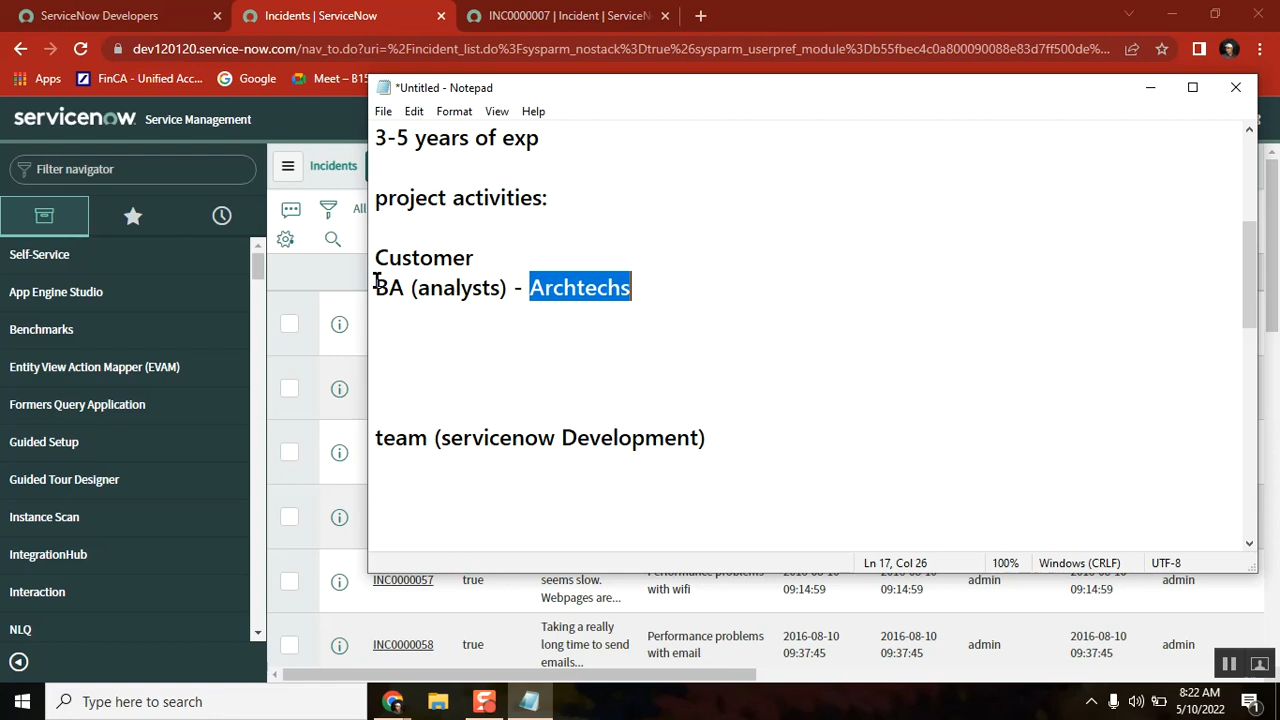 ServiceNow Developers
Incidents | ServiceNow
INC0000007 | Incident | ServiceN
dev120120.service-now.com/nav_to.do?uri=%2Fincident_list.do%3Fsysparm_nostack%3Dtrue%26sysparm_userpref_module%3Db55fbec4c0a800090088e83d7ff500de%...
Apps
FinCA - Unified Acc...
Google
Meet – B15
servicenow Service Management
Filter navigator
Self-Service
App Engine Studio
Benchmarks
Entity View Action Mapper (EVAM)
Formers Query Application
Guided Setup
Guided Tour Designer
Instance Scan
IntegrationHub
Interaction
NLQ
Incidents
All
*Untitled - Notepad
File Edit Format View Help
3-5 years of exp
project activities:
Customer
BA (analysts) - Archtechs
team (servicenow Development)
Ln 17, Col 26
100%
Windows (CRLF)
UTF-8
INC0000057 true seems slow. Webpages are... Performance problems with wifi 2016-08-10 09:14:59 2016-08-10 09:14:59 admin 2016-08-10 09:14:59 admin
INC0000058 true Taking a really long time to send emails... Performance problems with email 2016-08-10 09:37:45 2016-08-10 09:37:45 admin 2016-08-10 09:37:45 admin
Type here to search
8:22 AM
5/10/2022
1